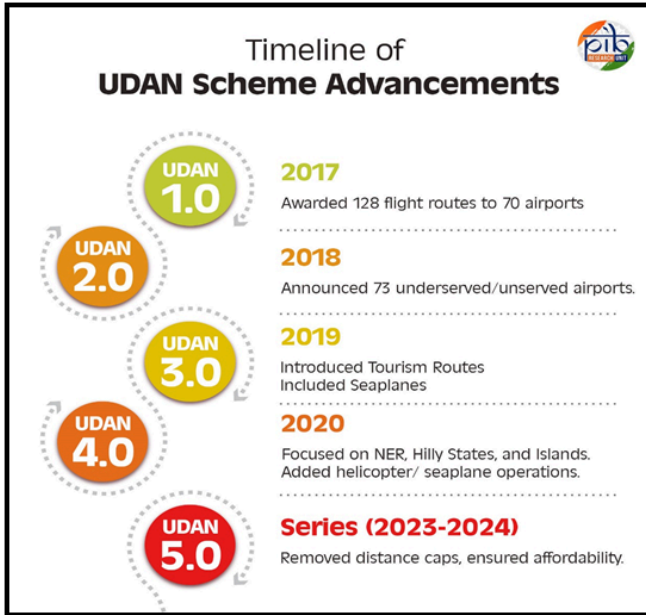 Timeline of
UDAN Scheme Advancements
pib
RESEARCH UNIT
UDAN
1.0
2017
Awarded 128 flight routes to 70 airports
UDAN
2.0
2018
Announced 73 underserved/unserved airports.
UDAN
3.0
2019
Introduced Tourism Routes
Included Seaplanes
UDAN
4.0
2020
Focused on NER, Hilly States, and Islands.
Added helicopter/ seaplane operations.
UDAN
5.0
Series (2023-2024)
Removed distance caps, ensured affordability.